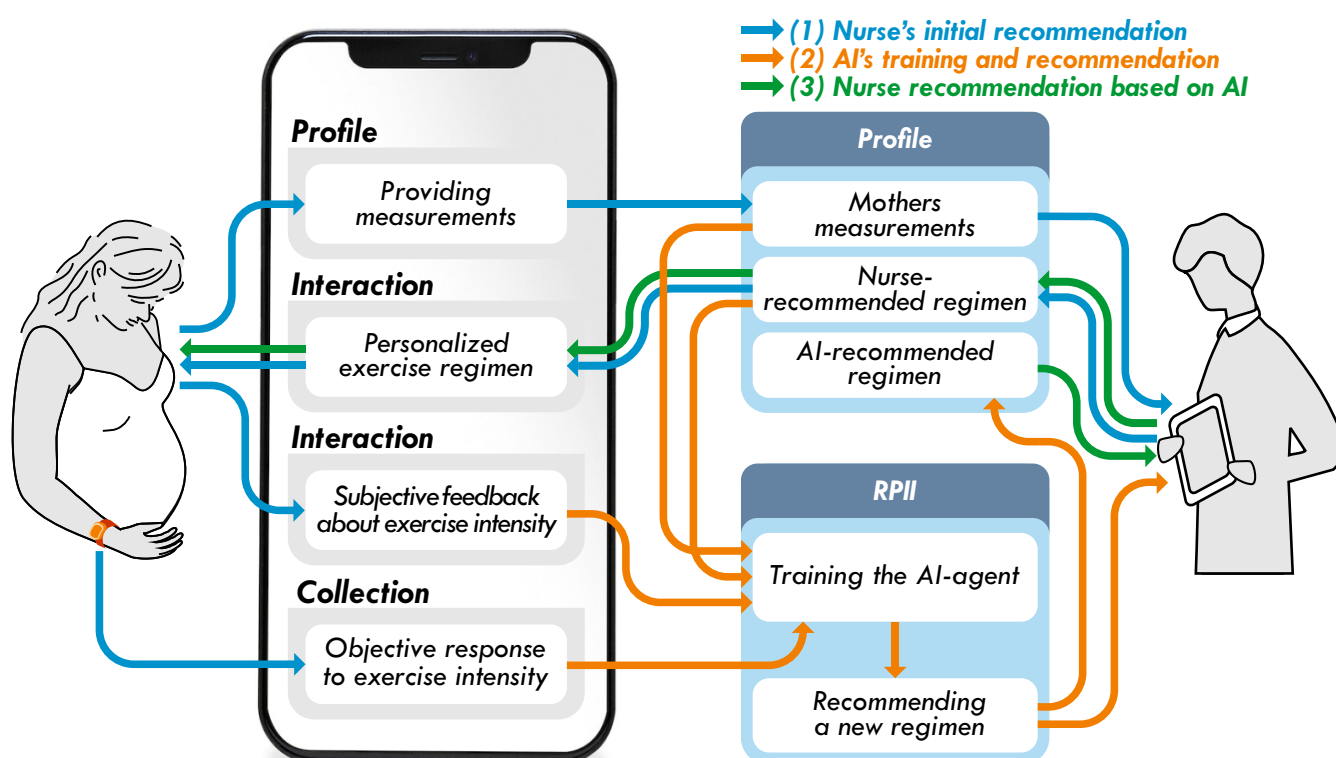 (1) Nurse's initial recommendation
(2) AI's training and recommendation
(3) Nurse recommendation based on AI
Profile
Providing
measurements
Interaction
Personalized
exercise regimen
Interaction
Subjective feedback
about exercise intensity
Collection
Objective response
to exercise intensity
Profile
Mothers
measurements
Nurse-
recommended regimen
AI-recommended
regimen
RPII
Training the AI-agent
Recommending
a new regimen